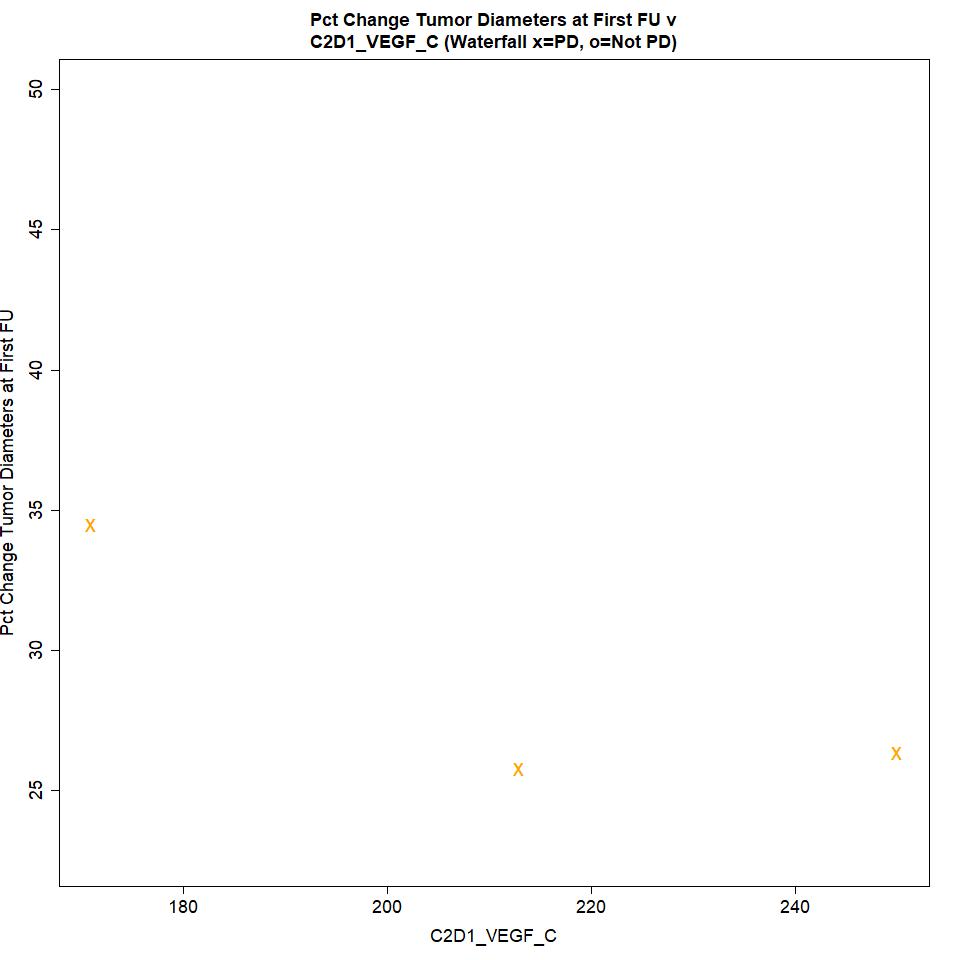 Pct Change Tumor Diameters at First FU v
C2D1_VEGF_C (Waterfall x=PD, o=Not PD)
Pct Change Tumor Diameters at First FU
50
45
40
35
30
25
X
X
X
180
200
220
240
C2D1_VEGF_C